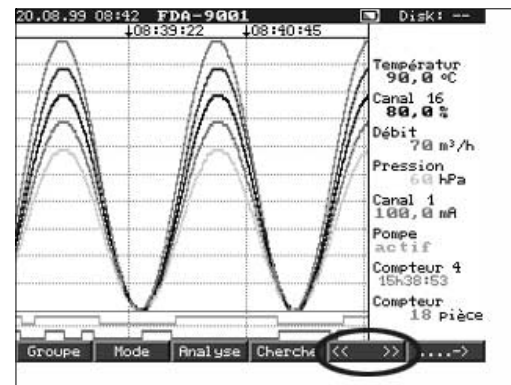 20.08.99 08:42 FDA-9001 Disk: --
↓08:39:22 ↓08:40:45
Températur
90,0 °C
Canal 16
80,0 %
Débit
70 m³/h
Pression
60 hPa
Canal 1
100,0 mA
Pompe
actif
Compteur 4
15h38:53
Compteur
18 pièce
Groupe Mode Analyse Cherche << >> ....->